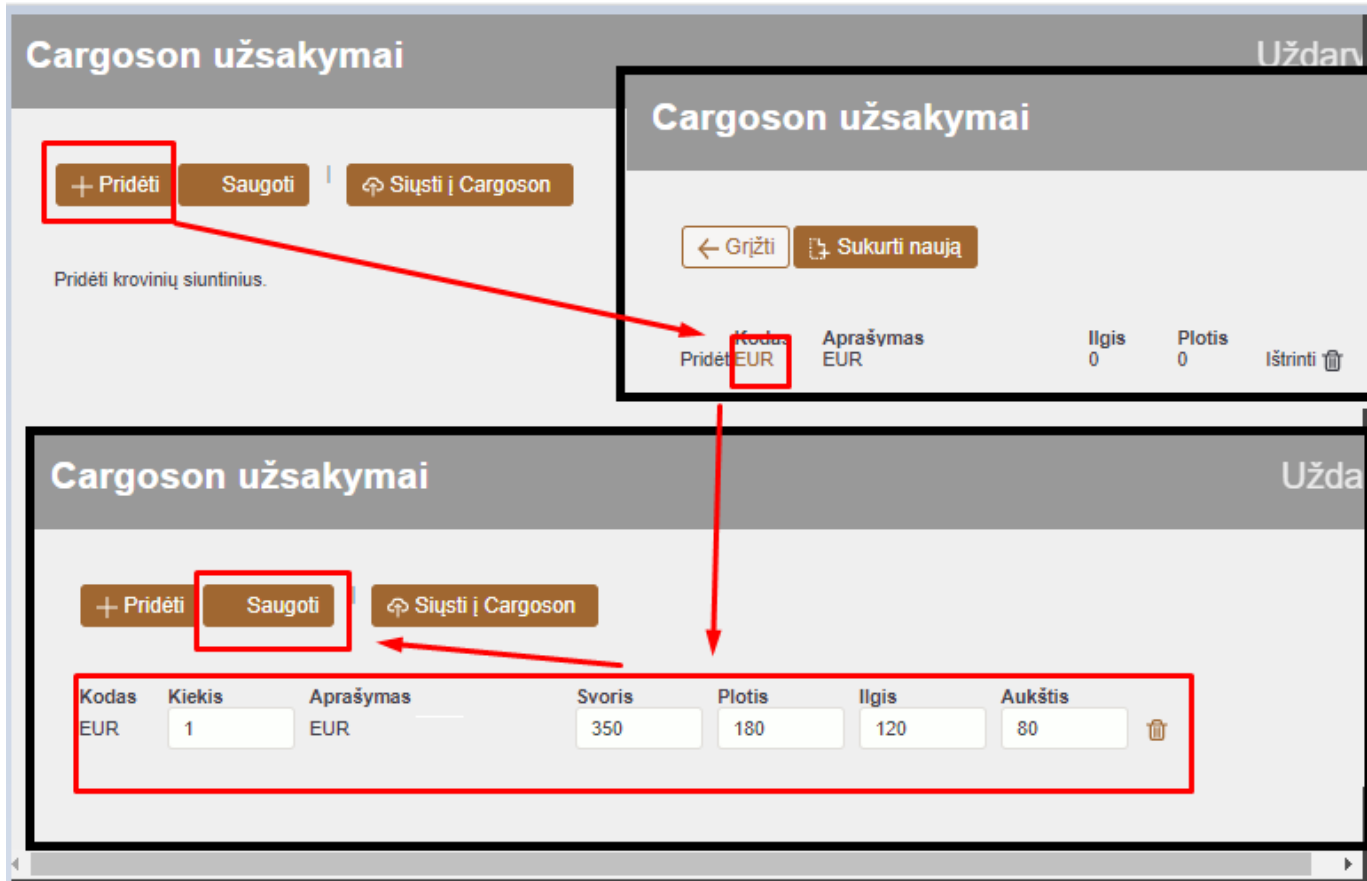 Cargoson užsakymai
Uždary
+ Pridėti Saugoti | Siųsti į Cargoson
Pridėti krovinių siuntinius.
Cargoson užsakymai
Grįžti Sukurti naują
Kodas Aprašymas Ilgis Plotis
Pridėt EUR EUR 0 0 Ištrinti
Cargoson užsakymai
Užda
+ Pridėti Saugoti | Siųsti į Cargoson
Kodas Kiekis Aprašymas Svoris Plotis Ilgis Aukštis
EUR 1 EUR 350 180 120 80